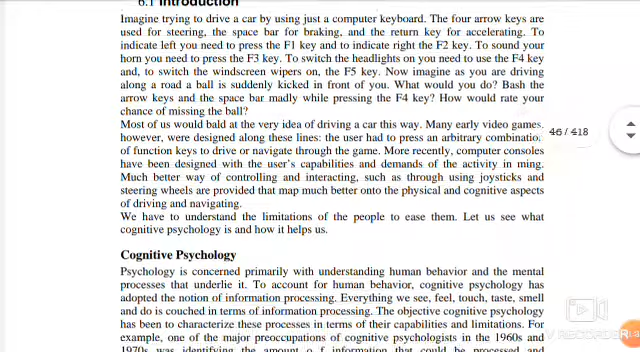 6.1 Introduction
Imagine trying to drive a car by using just a computer keyboard. The four arrow keys are
used for steering, the space bar for braking, and the return key for accelerating. To
indicate left you need to press the F1 key and to indicate right the F2 key. To sound your
horn you need to press the F3 key. To switch the headlights on you need to use the F4 key
and, to switch the windscreen wipers on, the F5 key. Now imagine as you are driving
along a road a ball is suddenly kicked in front of you. What would you do? Bash the
arrow keys and the space bar madly while pressing the F4 key? How would rate your
chance of missing the ball?
Most of us would bald at the very idea of driving a car this way. Many early video games,
however, were designed along these lines: the user had to press an arbitrary combinatio
of function keys to drive or navigate through the game. More recently, computer consoles
have been designed with the user's capabilities and demands of the activity in ming.
Much better way of controlling and interacting, such as through using joysticks and
steering wheels are provided that map much better onto the physical and cognitive aspects
of driving and navigating.
We have to understand the limitations of the people to ease them. Let us see what
cognitive psychology is and how it helps us.
46 / 418
Cognitive Psychology
Psychology is concerned primarily with understanding human behavior and the mental
processes that underlie it. To account for human behavior, cognitive psychology has
adopted the notion of information processing. Everything we see, feel, touch, taste, smell
and do is couched in terms of information processing. The objective cognitive psychology
has been to characterize these processes in terms of their capabilities and limitations. For
example, one of the major preoccupations of cognitive psychologists in the 1960s and
1970s was identifying the amount o f information that could be processed and
V RECORDER